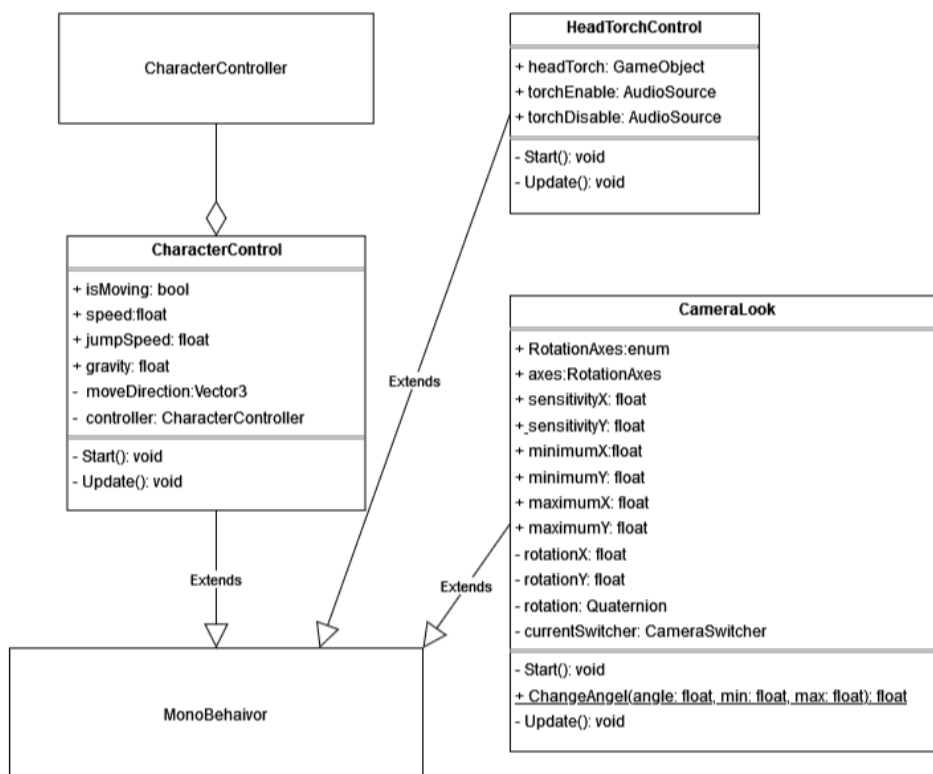 CharacterController
CharacterControl
+ isMoving: bool
+ speed:float
+ jumpSpeed: float
+ gravity: float
- moveDirection:Vector3
- controller: CharacterController
- Start(): void
- Update(): void
Extends
HeadTorchControl
+ headTorch: GameObject
+ torchEnable: AudioSource
+ torchDisable: AudioSource
- Start(): void
- Update(): void
Extends
CameraLook
+ RotationAxes:enum
+ axes:RotationAxes
+ sensitivityX: float
+ sensitivityY: float
+ minimumX:float
+ minimumY: float
+ maximumX: float
+ maximumY: float
- rotationX: float
- rotationY: float
- rotation: Quaternion
- currentSwitcher: CameraSwitcher
- Start(): void
+ ChangeAngel(angle: float, min: float, max: float): float
- Update(): void
Extends
MonoBehaivor